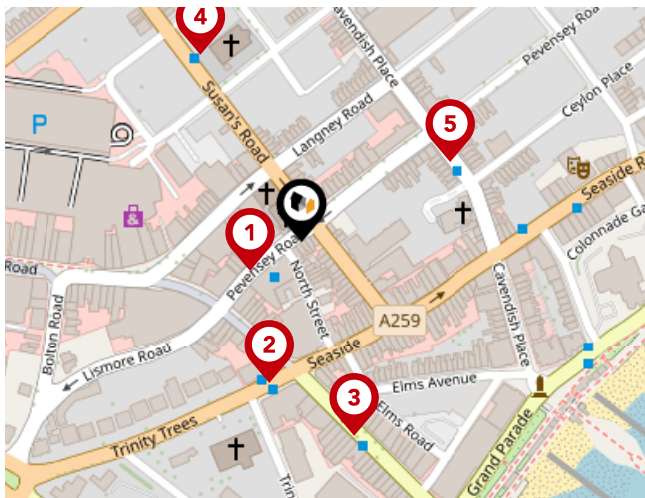 4
Cavendish Place
Pevensey Road
Ceylon Place
P
Susan's Road
Langney Road
5
Seaside R
&
1
Pevensey Roa
Colonnade Ga
Road
North Street
Cavendish Place
Bolton Road
A259
Lismore Road
2
Seaside
Elms Avenue
3
Elms Road
Trinity Trees
Grand Parade
Trini